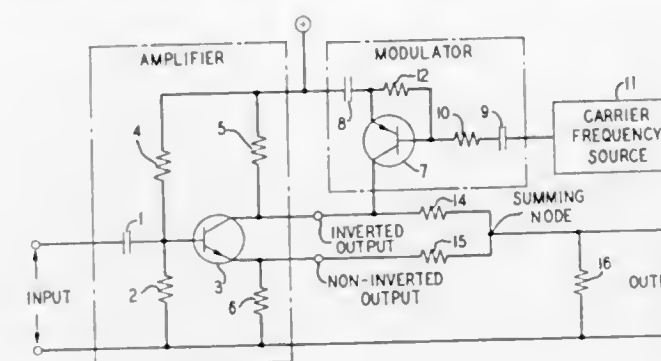 AMPLIFIER
MODULATOR
+
12
11
4
5
8
10
9
CARRIER
FREQUENCY
SOURCE
7
1
14
SUMMING
NODE
INVERTED
OUTPUT
15
INPUT
2
3
6
NON-INVERTED
OUTPUT
16